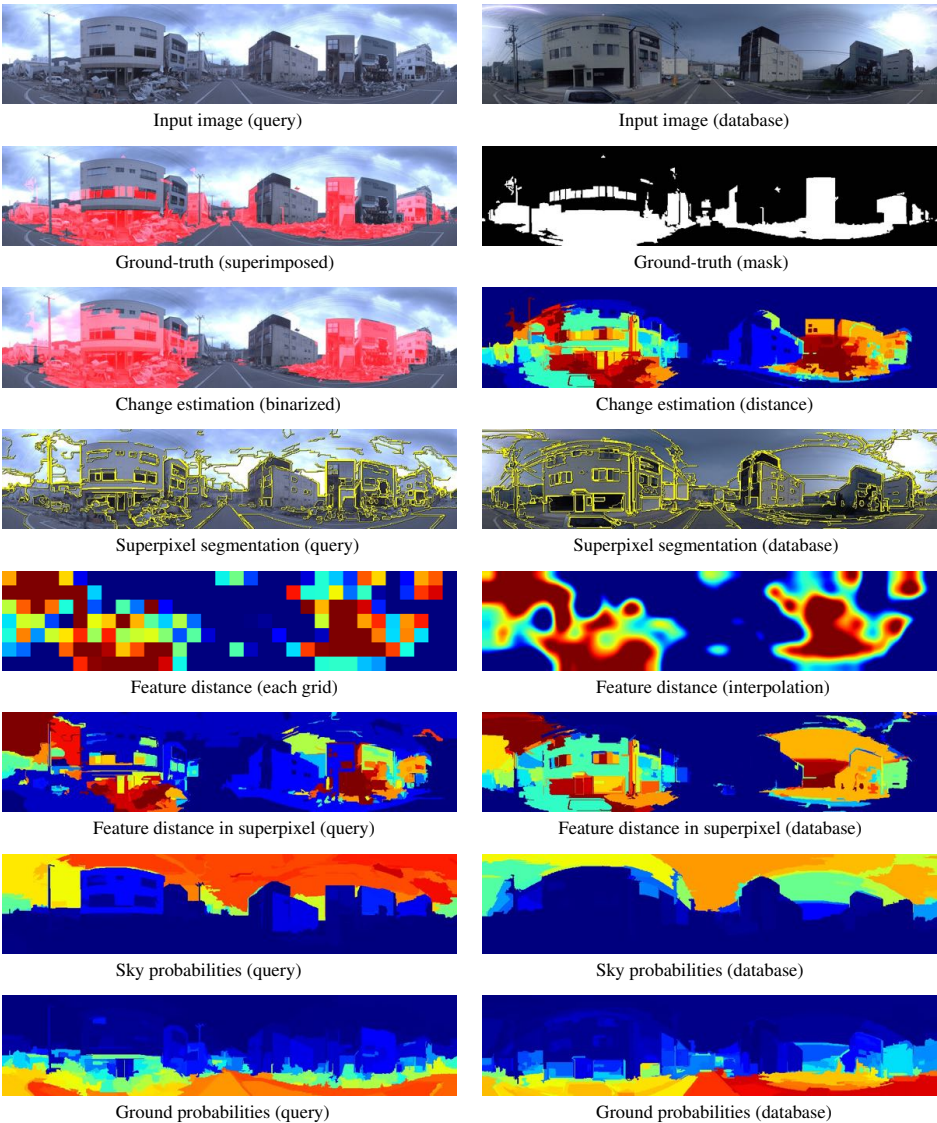 Input image (query)
Input image (database)
Ground-truth (superimposed)
Ground-truth (mask)
Change estimation (binarized)
Change estimation (distance)
Superpixel segmentation (query)
Superpixel segmentation (database)
Feature distance (each grid)
Feature distance (interpolation)
Feature distance in superpixel (query)
Feature distance in superpixel (database)
Sky probabilities (query)
Sky probabilities (database)
Ground probabilities (query)
Ground probabilities (database)